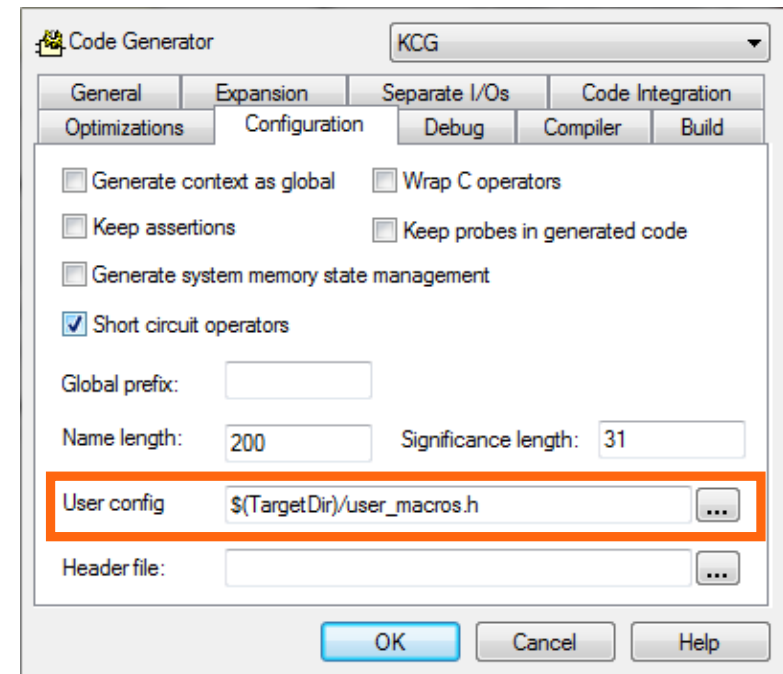 Code Generator KCG
General Expansion Separate I/Os Code Integration
Optimizations Configuration Debug Compiler Build
Generate context as global Wrap C operators
Keep assertions Keep probes in generated code
Generate system memory state management
Short circuit operators
Global prefix:
Name length: 200 Significance length: 31
User config $(TargetDir)/user_macros.h ...
Header file: ...
OK Cancel Help